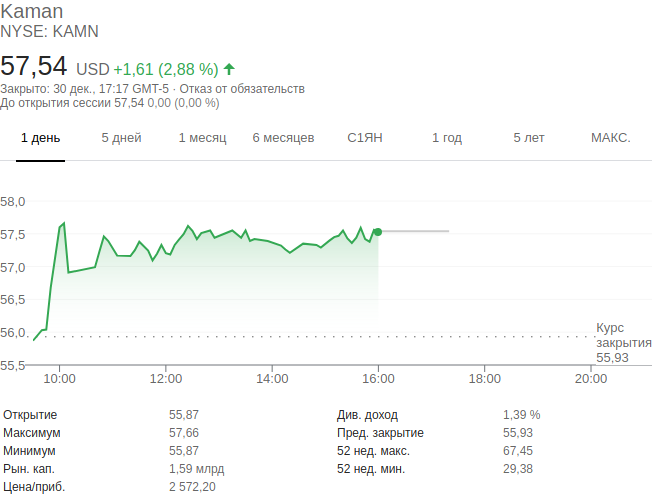 Kaman
NYSE: KAMN
57,54 USD +1,61 (2,88 %)
Закрыто: 30 дек., 17:17 GMT-5 · Отказ от обязательств
До открытия сессии 57,54 0,00 (0,00 %)
1 день 5 дней 1 месяц 6 месяцев С1ЯН 1 год 5 лет МАКС.
58,0
57,5
57,0
56,5
56,0
55,5
Курс
закрытия
55,93
10:00 12:00 14:00 16:00 18:00 20:00
Открытие 55,87 Див. доход 1,39 %
Максимум 57,66 Пред. закрытие 55,93
Минимум 55,87 52 нед. макс. 67,45
Рын. кап. 1,59 млрд 52 нед. мин. 29,38
Цена/приб. 2 572,20